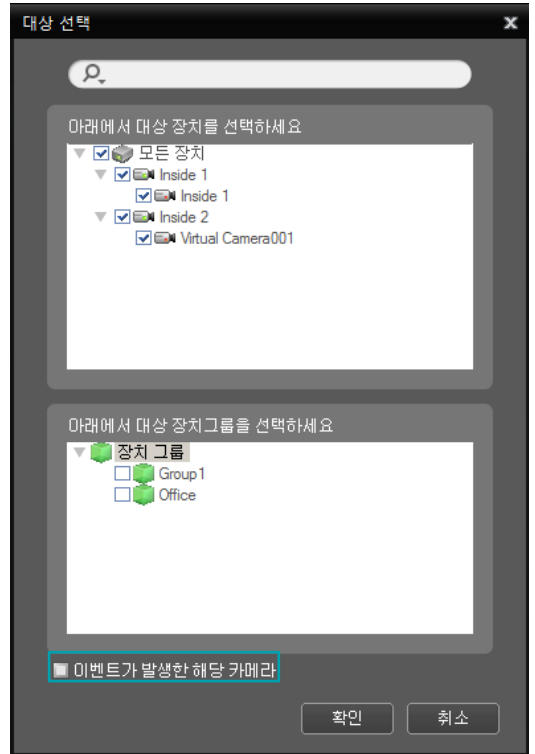 대상 선택
아래에서 대상 장치를 선택하세요
모든 장치
Inside 1
Inside 1
Inside 2
Virtual Camera001
아래에서 대상 장치그룹을 선택하세요
장치 그룹
Group1
Office
이벤트가 발생한 해당 카메라
확인 취소